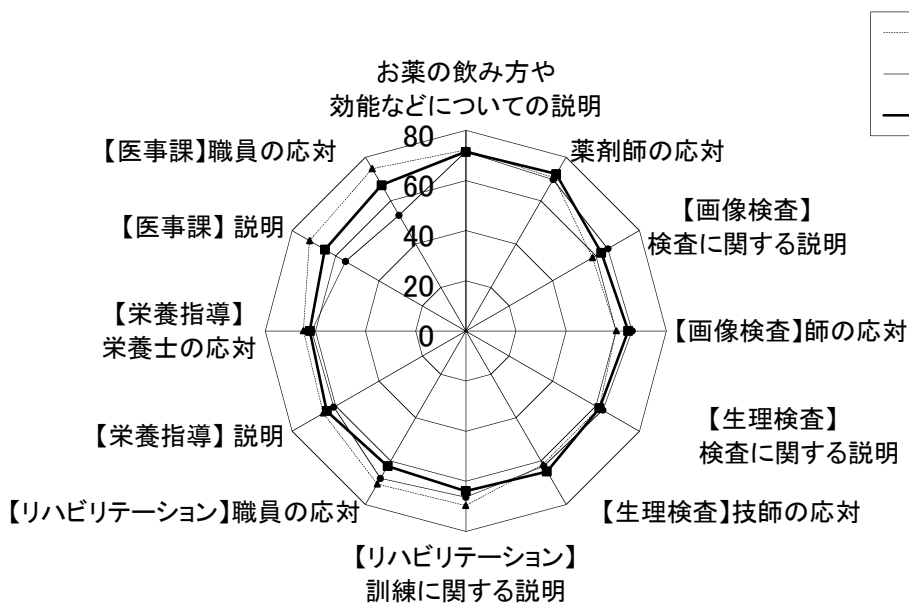 お薬の飲み方や
効能などについての説明
薬剤師の応対
【画像検査】
検査に関する説明
【画像検査】師の応対
【生理検査】
検査に関する説明
【生理検査】技師の応対
【リハビリテーション】
訓練に関する説明
【リハビリテーション】職員の応対
【栄養指導】 説明
【栄養指導】
栄養士の応対
【医事課】 説明
【医事課】職員の応対
80
60
40
20
0